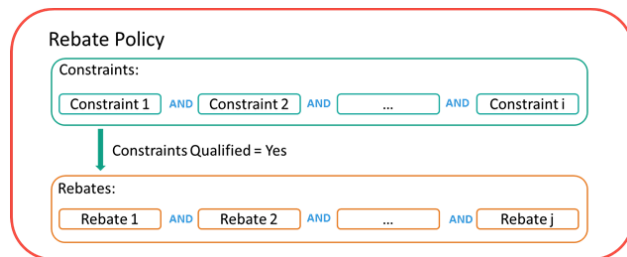 Rebate Policy
Constraints:
Constraint 1 AND Constraint 2 AND ... AND Constraint i
Constraints Qualified = Yes
Rebates:
Rebate 1 AND Rebate 2 AND ... AND Rebate j